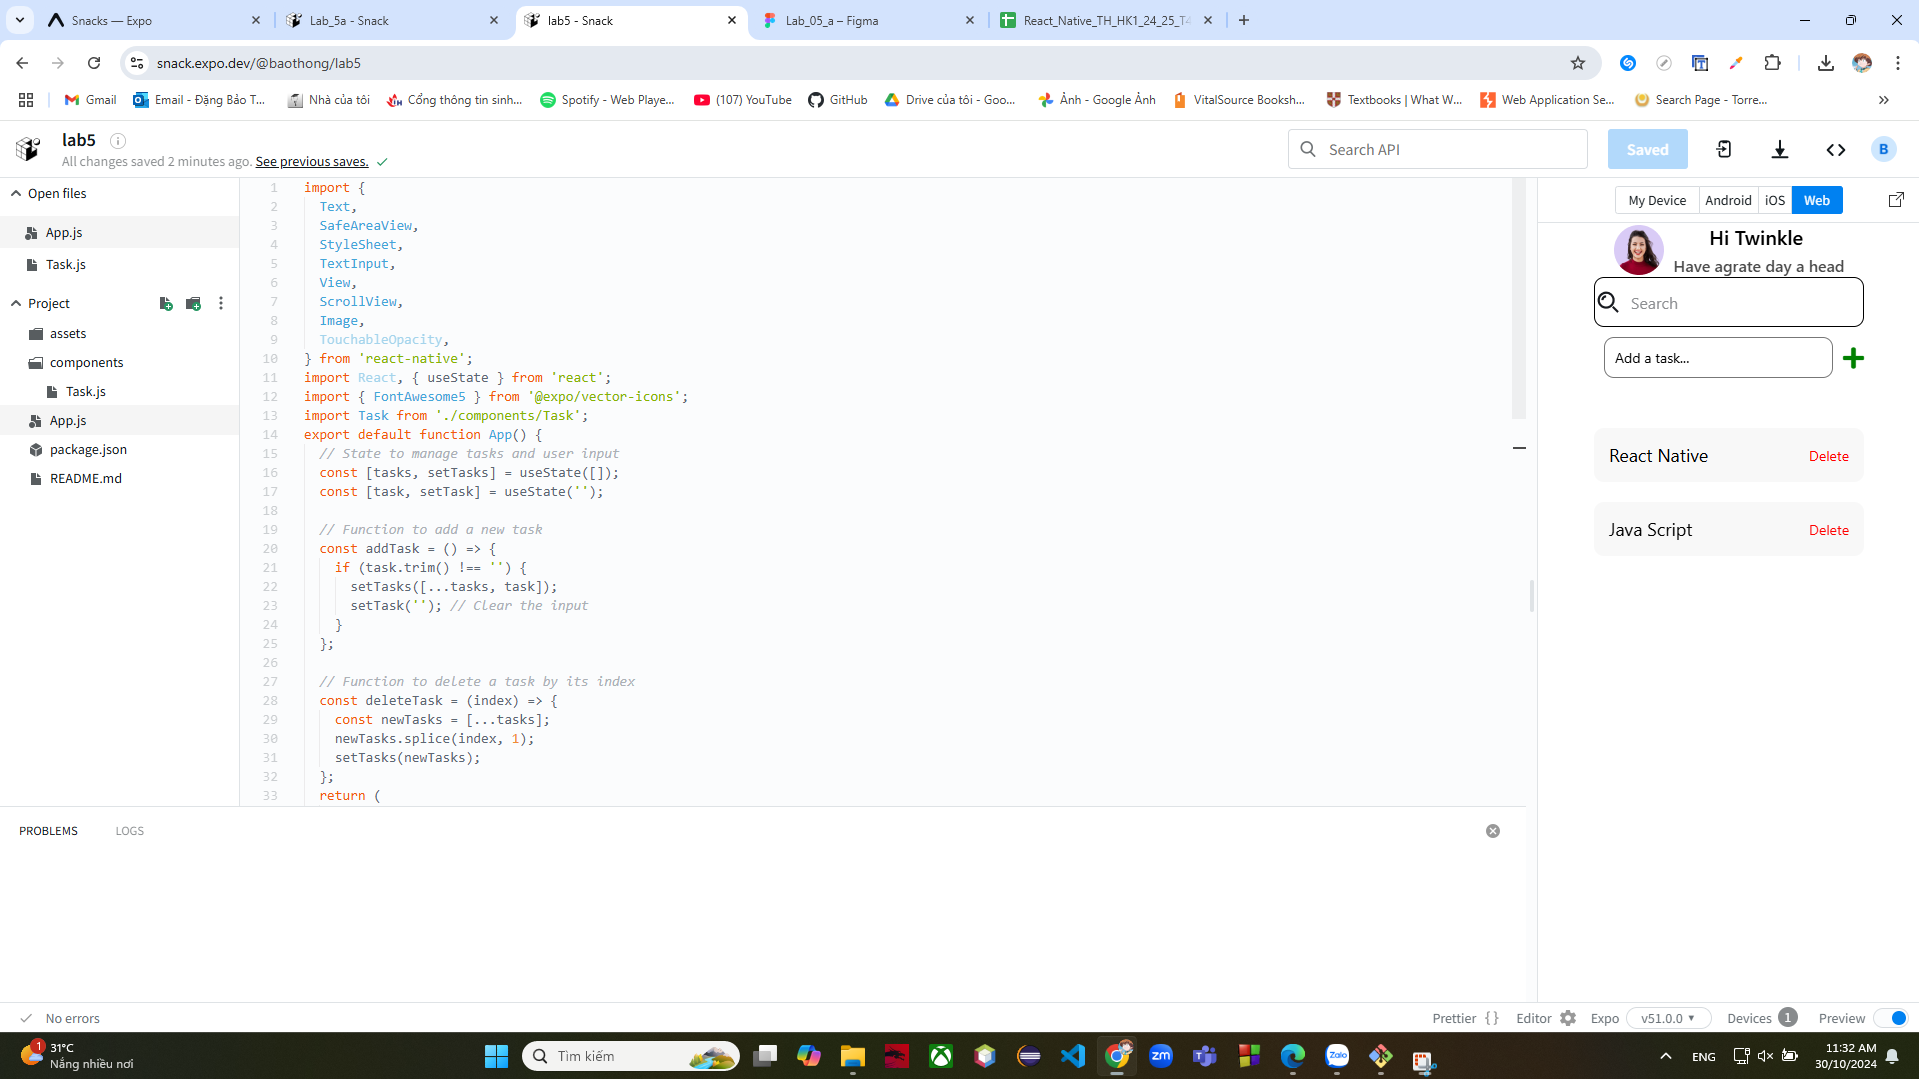 Snacks — Expo
Lab_5a - Snack
lab5 - Snack
Lab_05_a – Figma
React_Native_TH_HK1_24_25_T4
snack.expo.dev/@baothong/lab5
Gmail
Email - Đặng Bảo T...
Nhà của tôi
Cổng thông tin sinh...
Spotify - Web Playe...
(107) YouTube
GitHub
Drive của tôi - Goo...
Ảnh - Google Ảnh
VitalSource Booksh...
Textbooks | What W...
Web Application Se...
Search Page - Torre...
lab5
All changes saved 2 minutes ago. See previous saves.
Search API
Saved
B
Open files
App.js
Task.js
Project
assets
components
Task.js
App.js
package.json
README.md
1 import {
2 Text,
3 SafeAreaView,
4 StyleSheet,
5 TextInput,
6 View,
7 ScrollView,
8 Image,
9 TouchableOpacity,
10 } from 'react-native';
11 import React, { useState } from 'react';
12 import { FontAwesome5 } from '@expo/vector-icons';
13 import Task from './components/Task';
14 export default function App() {
15 // State to manage tasks and user input
16 const [tasks, setTasks] = useState([]);
17 const [task, setTask] = useState('');
18
19 // Function to add a new task
20 const addTask = () => {
21 if (task.trim() !== '') {
22 setTasks([...tasks, task]);
23 setTask(''); // Clear the input
24 }
25 };
26
27 // Function to delete a task by its index
28 const deleteTask = (index) => {
29 const newTasks = [...tasks];
30 newTasks.splice(index, 1);
31 setTasks(newTasks);
32 };
33 return (
My Device
Android
iOS
Web
Hi Twinkle
Have agrate day a head
Search
Add a task...
React Native
Delete
Java Script
Delete
PROBLEMS
LOGS
No errors
Prettier { }
Editor
Expo
v51.0.0
Devices 1
Preview
1
31°C
Nắng nhiều nơi
Tìm kiếm
zm
Zalo
ENG
11:32 AM
30/10/2024